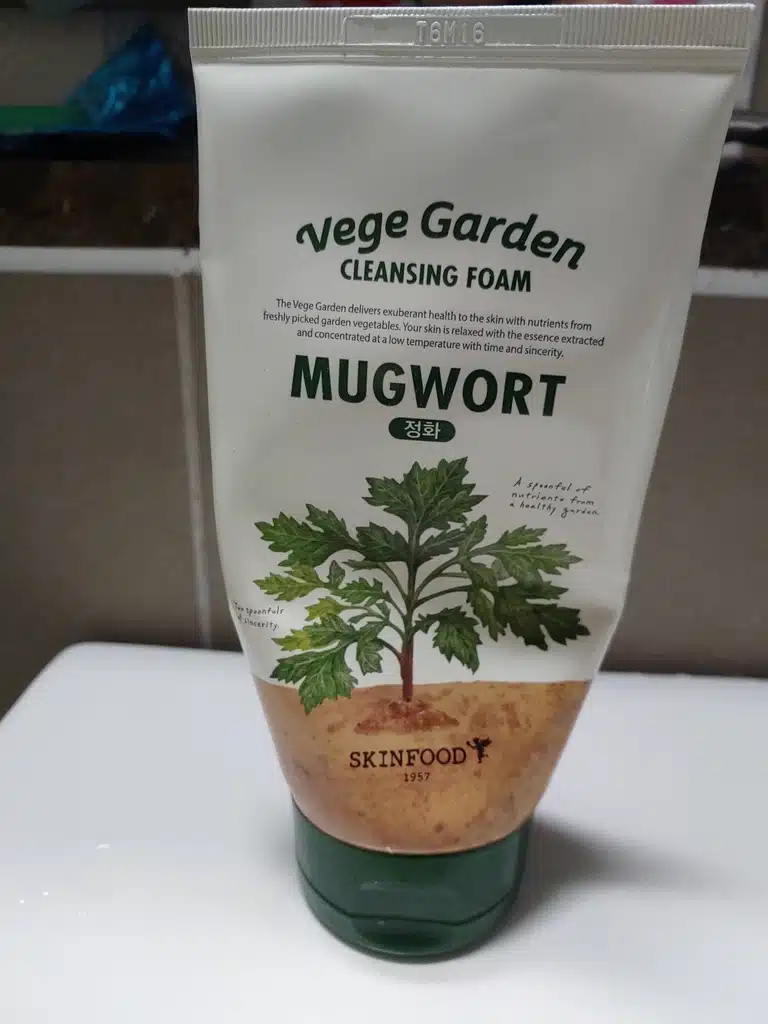 T6M16
Vege Garden
CLEANSING FOAM
The Vege Garden delivers exuberant health to the skin with nutrients from
freshly picked garden vegetables. Your skin is relaxed with the essence extracted
and concentrated at a low temperature with time and sincerity.
MUGWORT
정화
A spoonful of
nutrients from
a healthy garden.
spoonfuls
sincerity.
SKINFOOD
1957